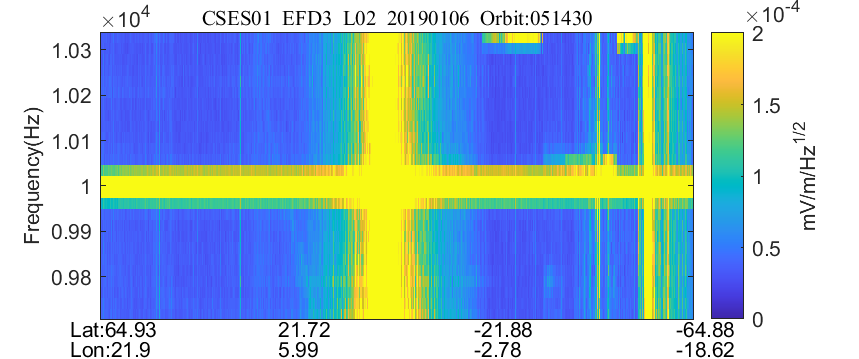 CSES01 EFD3 L02 20190106 Orbit:051430
×10⁴
×10⁻⁴
1.03
1.02
1.01
1
0.99
0.98
Frequency(Hz)
2
1.5
1
0.5
0
mV/m/Hz^1/2
Lat:64.93 21.72 -21.88 -64.88
Lon:21.9 5.99 -2.78 -18.62